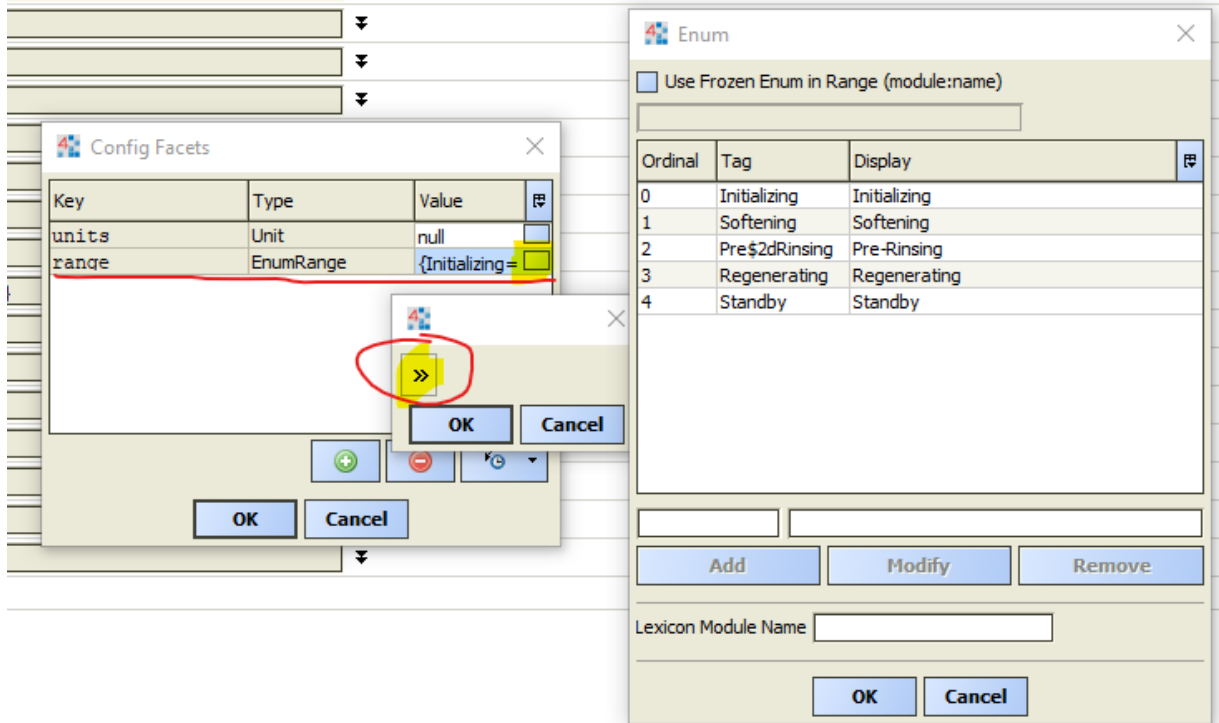 Config Facets
Key Type Value
units Unit null
range EnumRange {Initializing=
»
OK Cancel
OK Cancel
Enum
Use Frozen Enum in Range (module:name)
Ordinal Tag Display
0 Initializing Initializing
1 Softening Softening
2 Pre$2dRinsing Pre-Rinsing
3 Regenerating Regenerating
4 Standby Standby
Add Modify Remove
Lexicon Module Name
OK Cancel